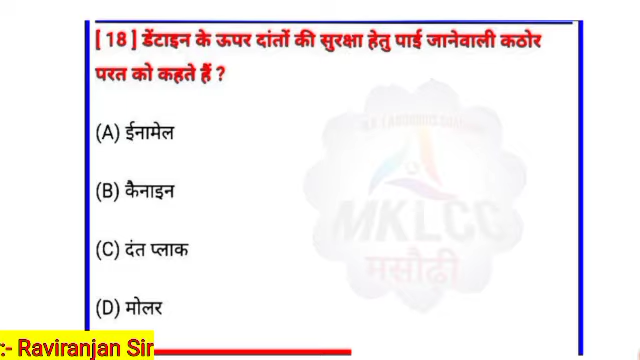 [ 18 ] डेंटाइन के ऊपर दांतों की सुरक्षा हेतु पाई जानेवाली कठोर
परत को कहते हैं ?
(A) ईनामेल
(B) कैनाइन
(C) दंत प्लाक
(D) मोलर
MKLCC
मसौढ़ी
:- Raviranjan Sir